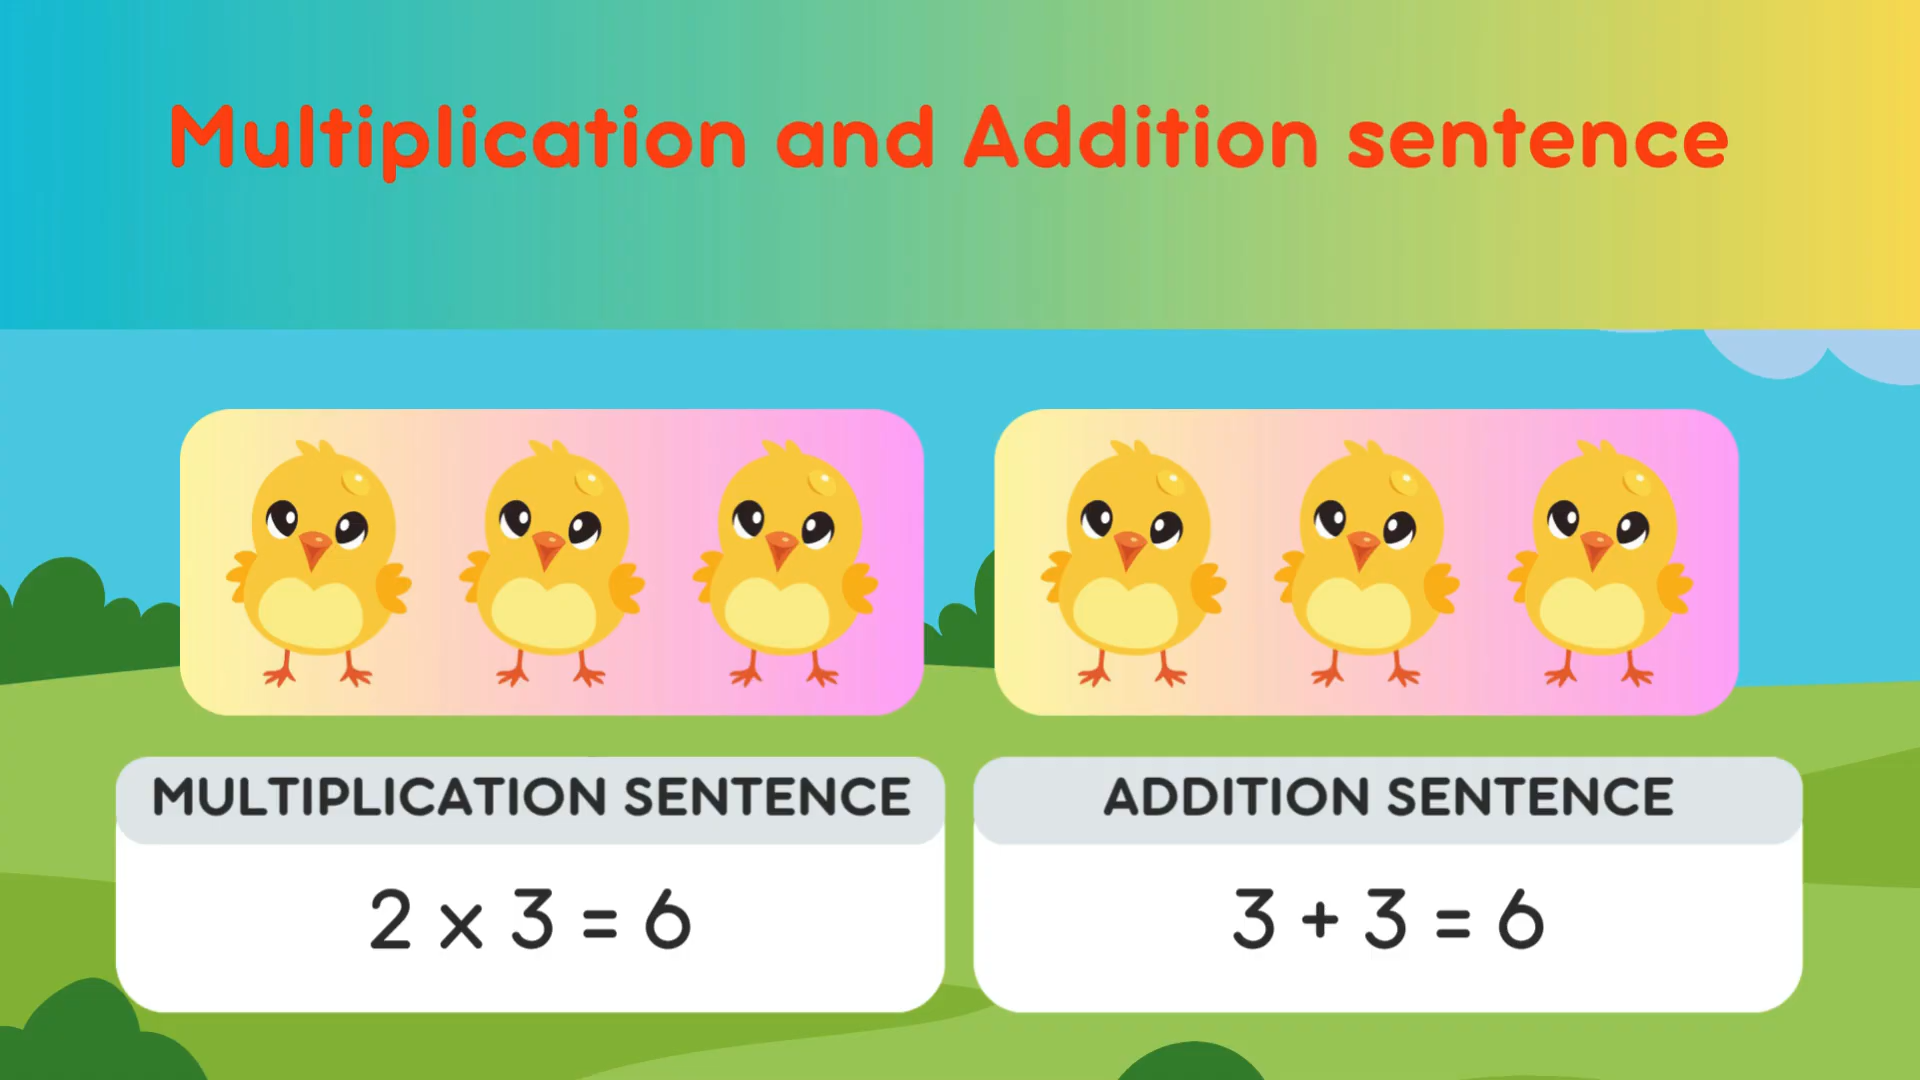 Multiplication and Addition sentence
MULTIPLICATION SENTENCE
2 x 3 = 6
ADDITION SENTENCE
3 + 3 = 6